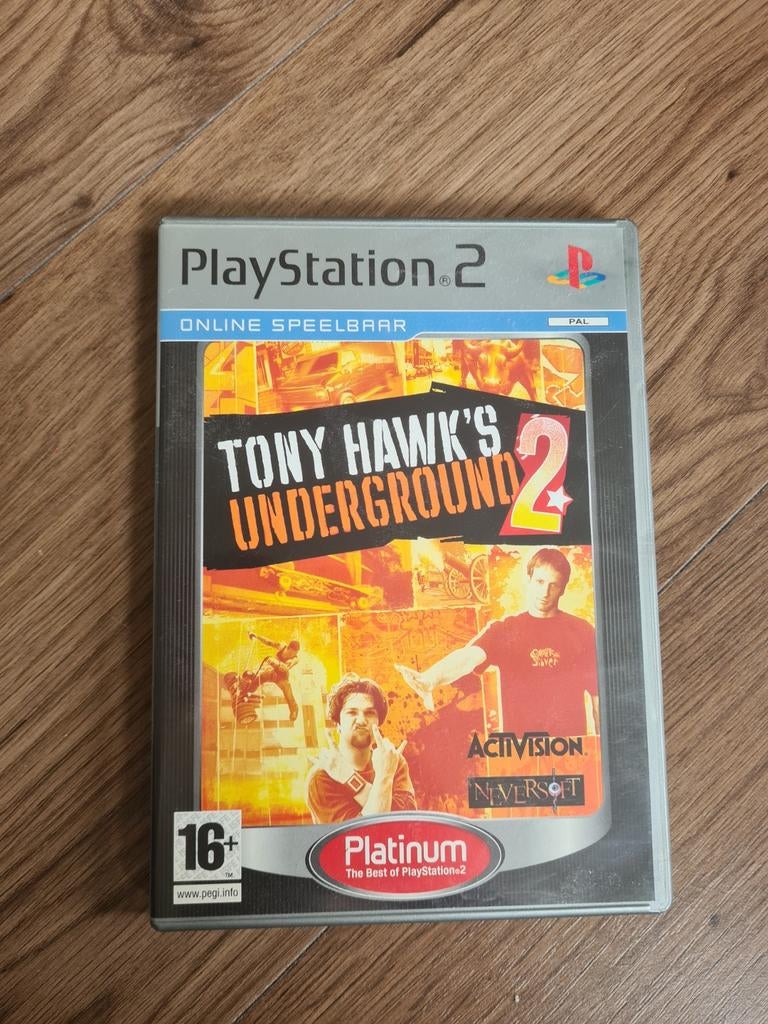 PlayStation®2
ONLINE SPEELBAAR
PAL
TONY HAWK'S
UNDERGROUND 2
ACTIVISION
NEVERSOFT
16+
TM
www.pegi.info
Platinum
The Best of PlayStation®2